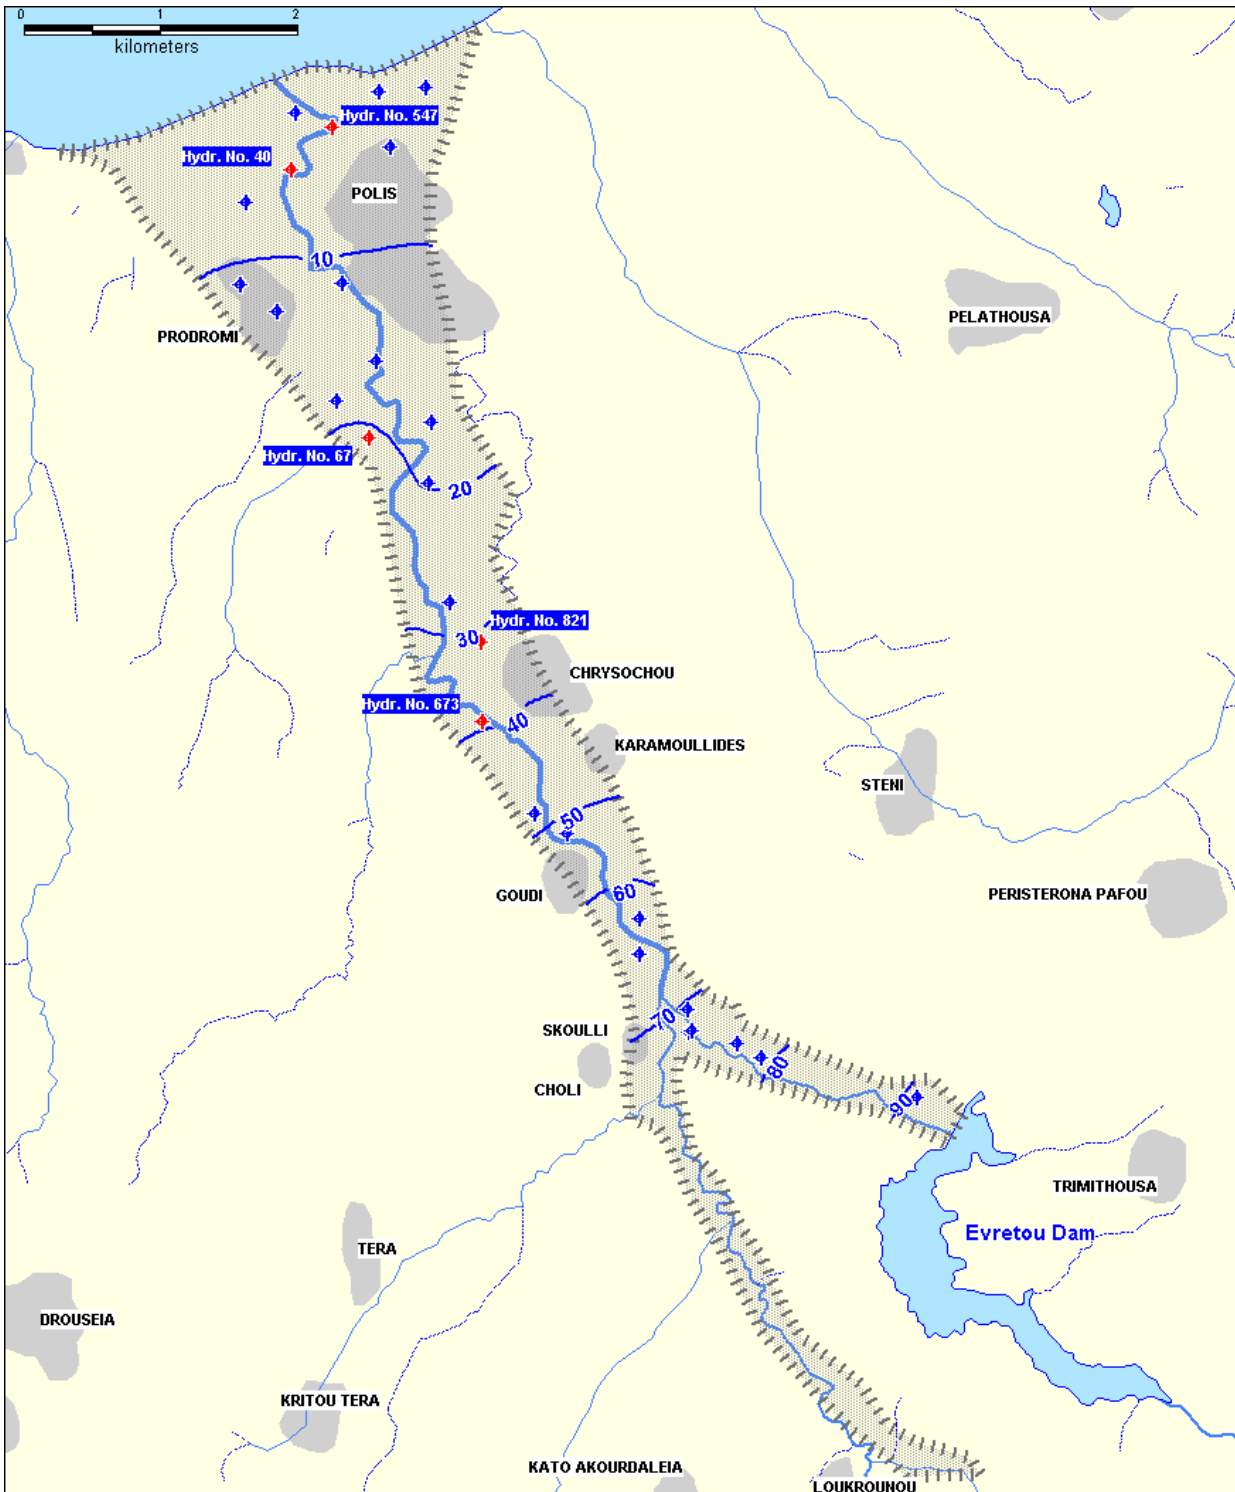 0 1 2
kilometers
Hydr. No. 547
Hydr. No. 40
POLIS
10
PELATHOUSA
PRODROMI
Hydr. No. 67
20
Hydr. No. 821
30
CHRYSOCHOU
Hydr. No. 673
40
KARAMOULLIDES
STENI
50
GOUDI
60
PERISTERONA PAFOU
70
SKOULLI
80
CHOLI
90
TRIMITHOUSA
Evretou Dam
TERA
DROUSEIA
KRITOU TERA
KATO AKOURDALEIA
LOUKROUNOU